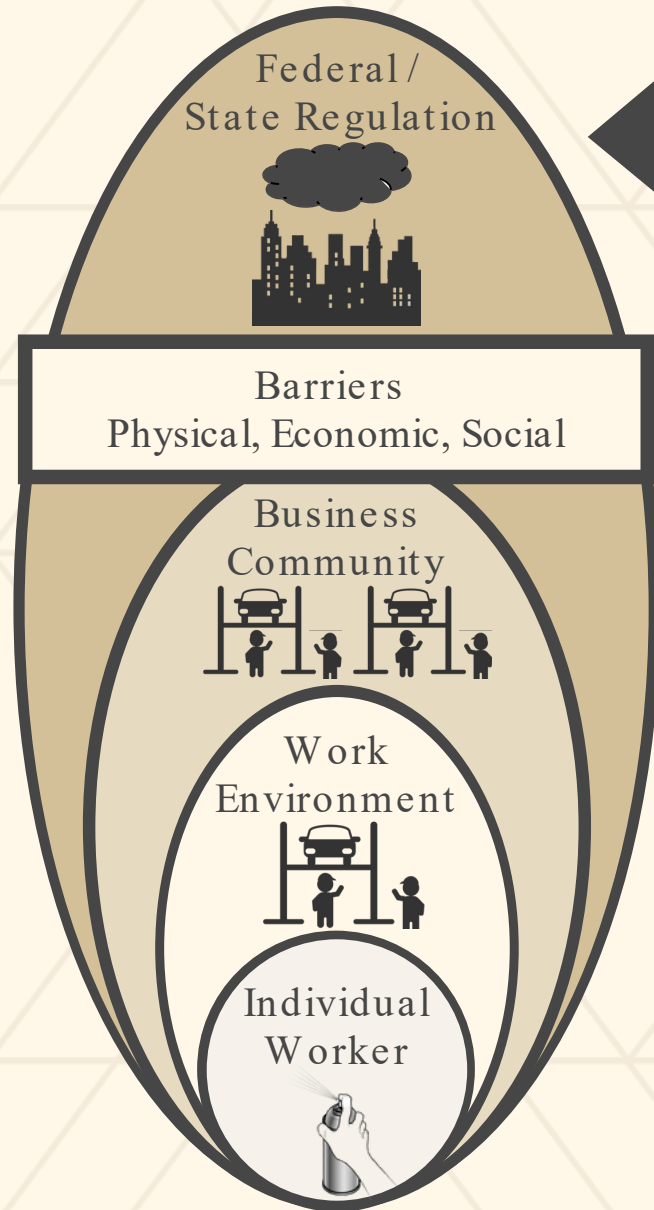 Federal /
State Regulation
Barriers
Physical, Economic, Social
Business
Community
Work
Environment
Individual
Worker